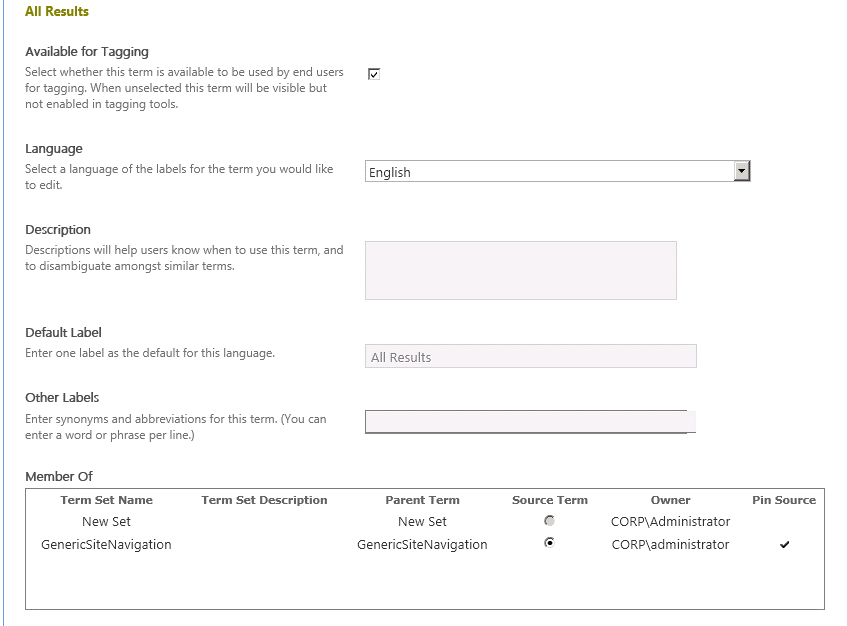 All Results
Available for Tagging
Select whether this term is available to be used by end users
for tagging. When unselected this term will be visible but
not enabled in tagging tools.
Language
Select a language of the labels for the term you would like
to edit.
English
Description
Descriptions will help users know when to use this term, and
to disambiguate amongst similar terms.
Default Label
Enter one label as the default for this language.
All Results
Other Labels
Enter synonyms and abbreviations for this term. (You can
enter a word or phrase per line.)
Member Of
Term Set Name Term Set Description Parent Term Source Term Owner Pin Source
New Set New Set CORP\Administrator
GenericSiteNavigation GenericSiteNavigation CORP\administrator